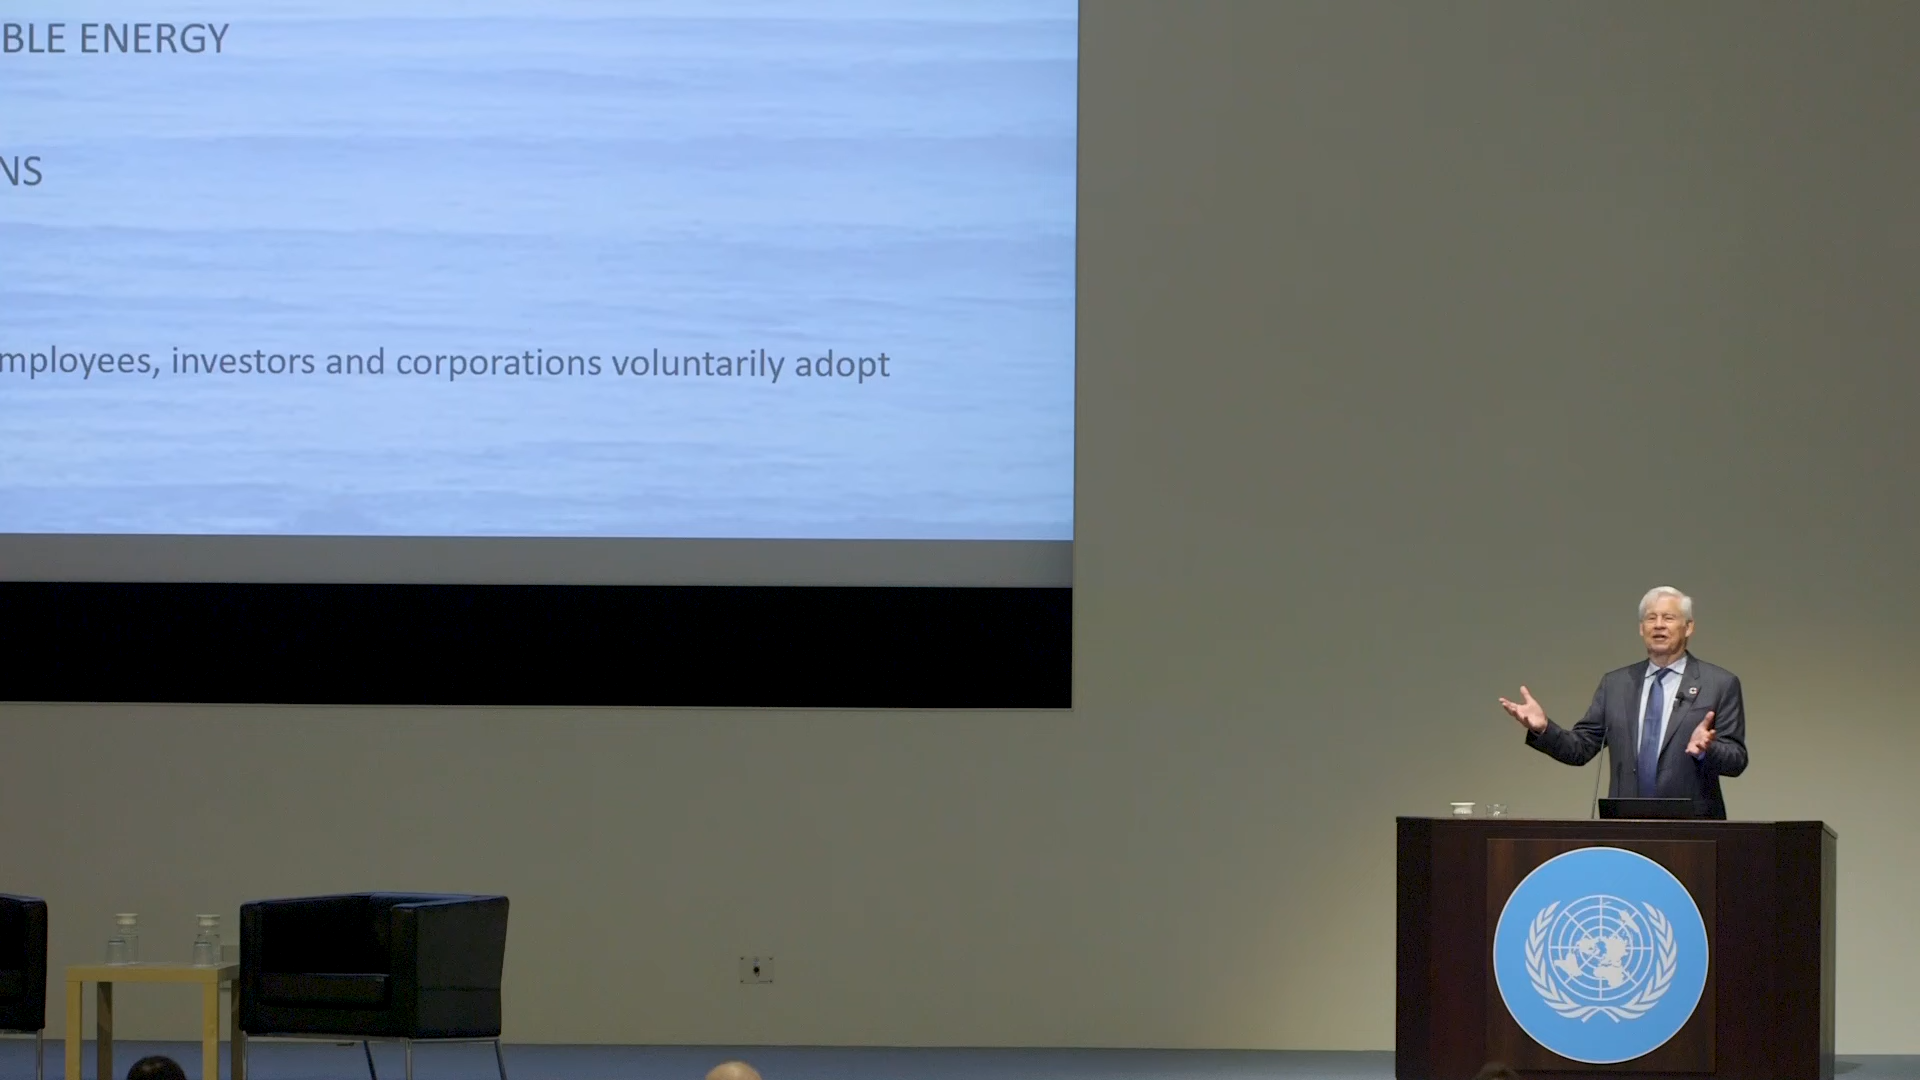 BLE ENERGY
NS
mployees, investors and corporations voluntarily adopt